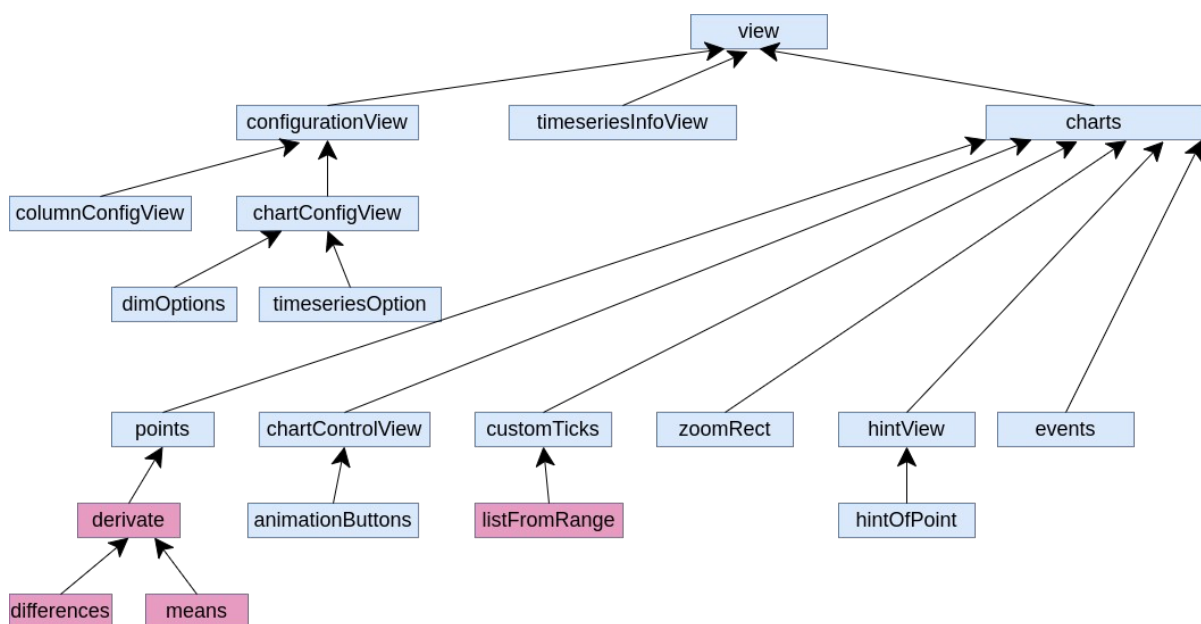 view
configurationView
timeseriesInfoView
charts
columnConfigView
chartConfigView
dimOptions
timeseriesOption
points
chartControlView
customTicks
zoomRect
hintView
events
derivate
animationButtons
listFromRange
hintOfPoint
differences
means